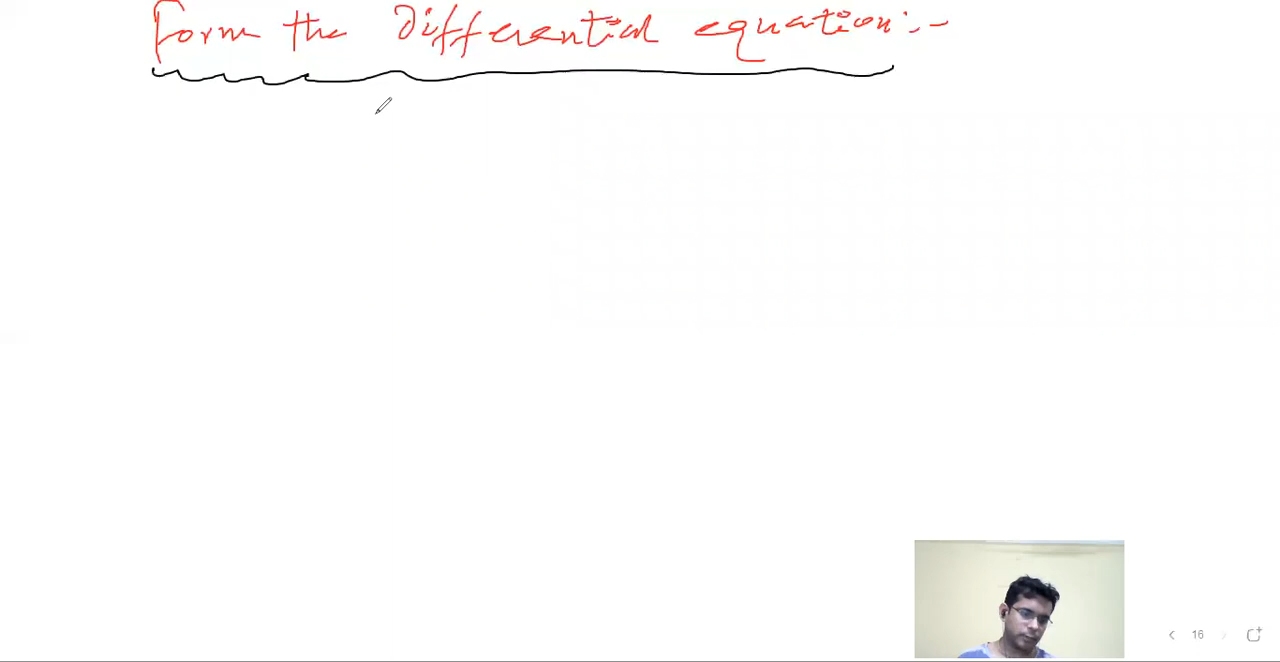 Form the Differential equation:-
16